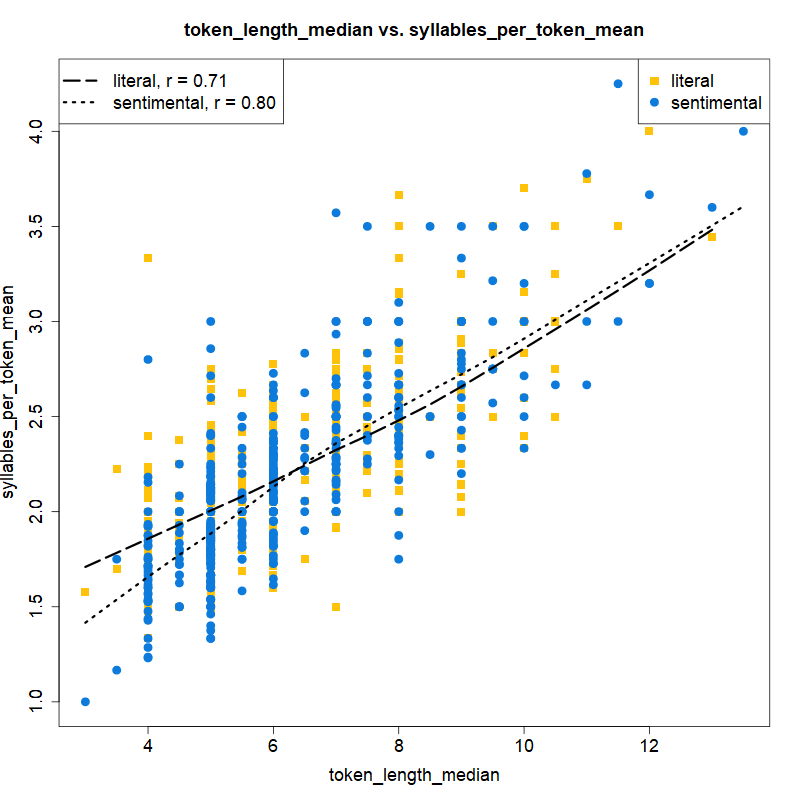 token_length_median vs. syllables_per_token_mean
literal, r = 0.71
sentimental, r = 0.80
literal
sentimental
syllables_per_token_mean
4.0
3.5
3.0
2.5
2.0
1.5
1.0
4 6 8 10 12
token_length_median